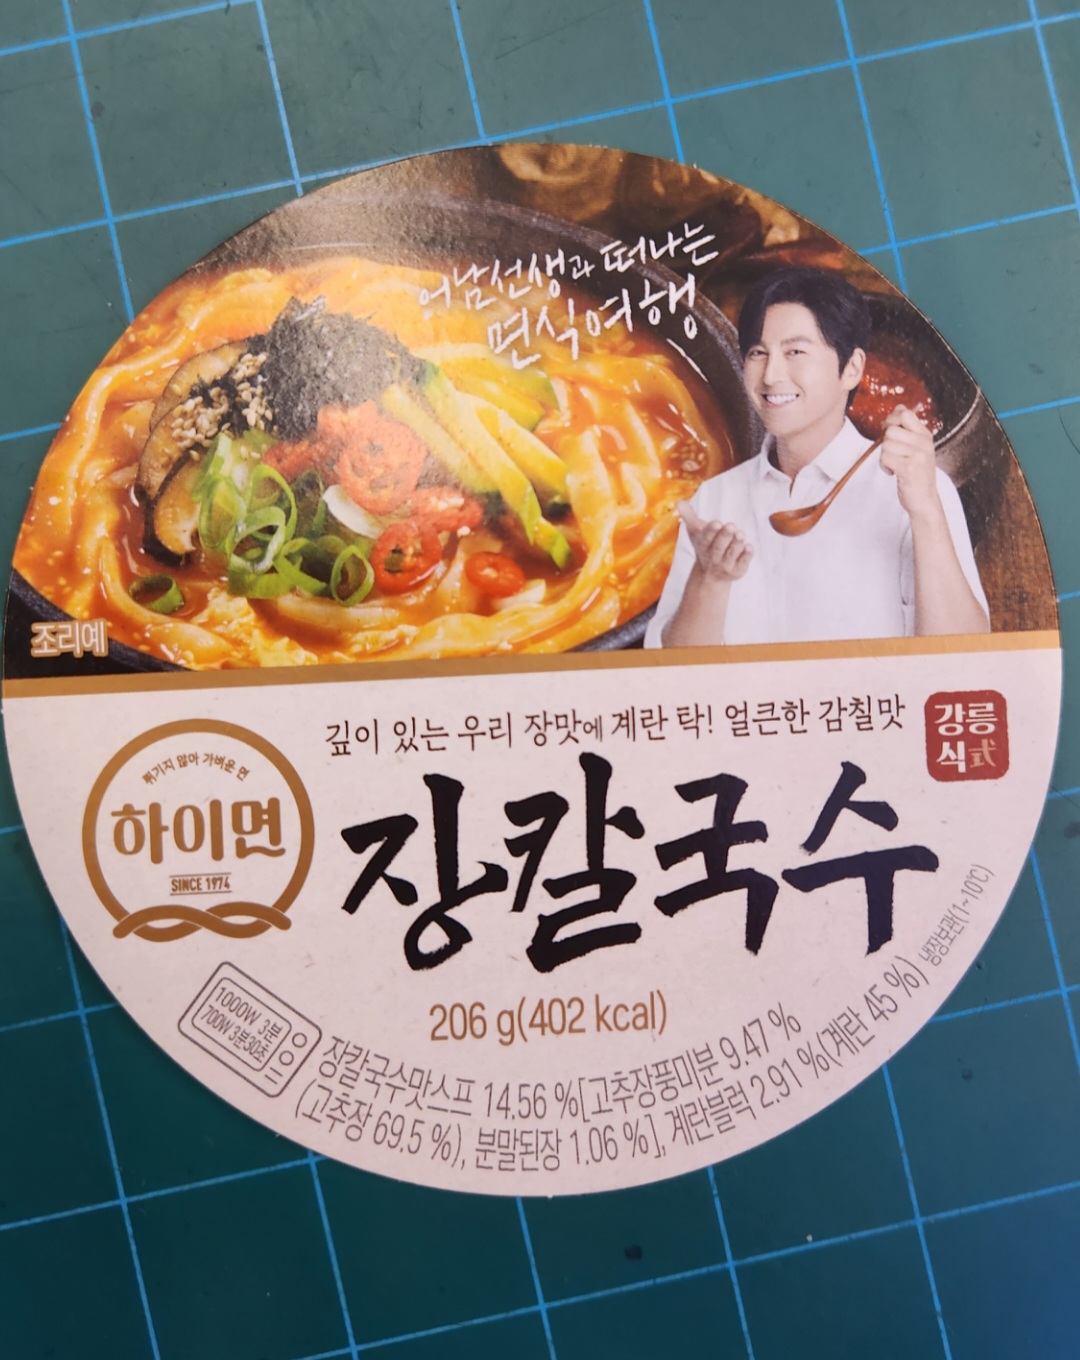 어남선생과 떠나는
면식여행
조리예
깊이 있는 우리 장맛에 계란 탁! 얼큰한 감칠맛
강릉
식式
튀기지 않아 가벼운 면
하이면
SINCE 1974
장칼국수
206 g(402 kcal)
1000W 3분
700W 3분30초
장칼국수맛스프 14.56 %[고추장풍미분 9.47 %
(고추장 69.5 %), 분말된장 1.06 %], 계란블럭 2.91 %(계란 45 %)
냉장보관(1~10℃)